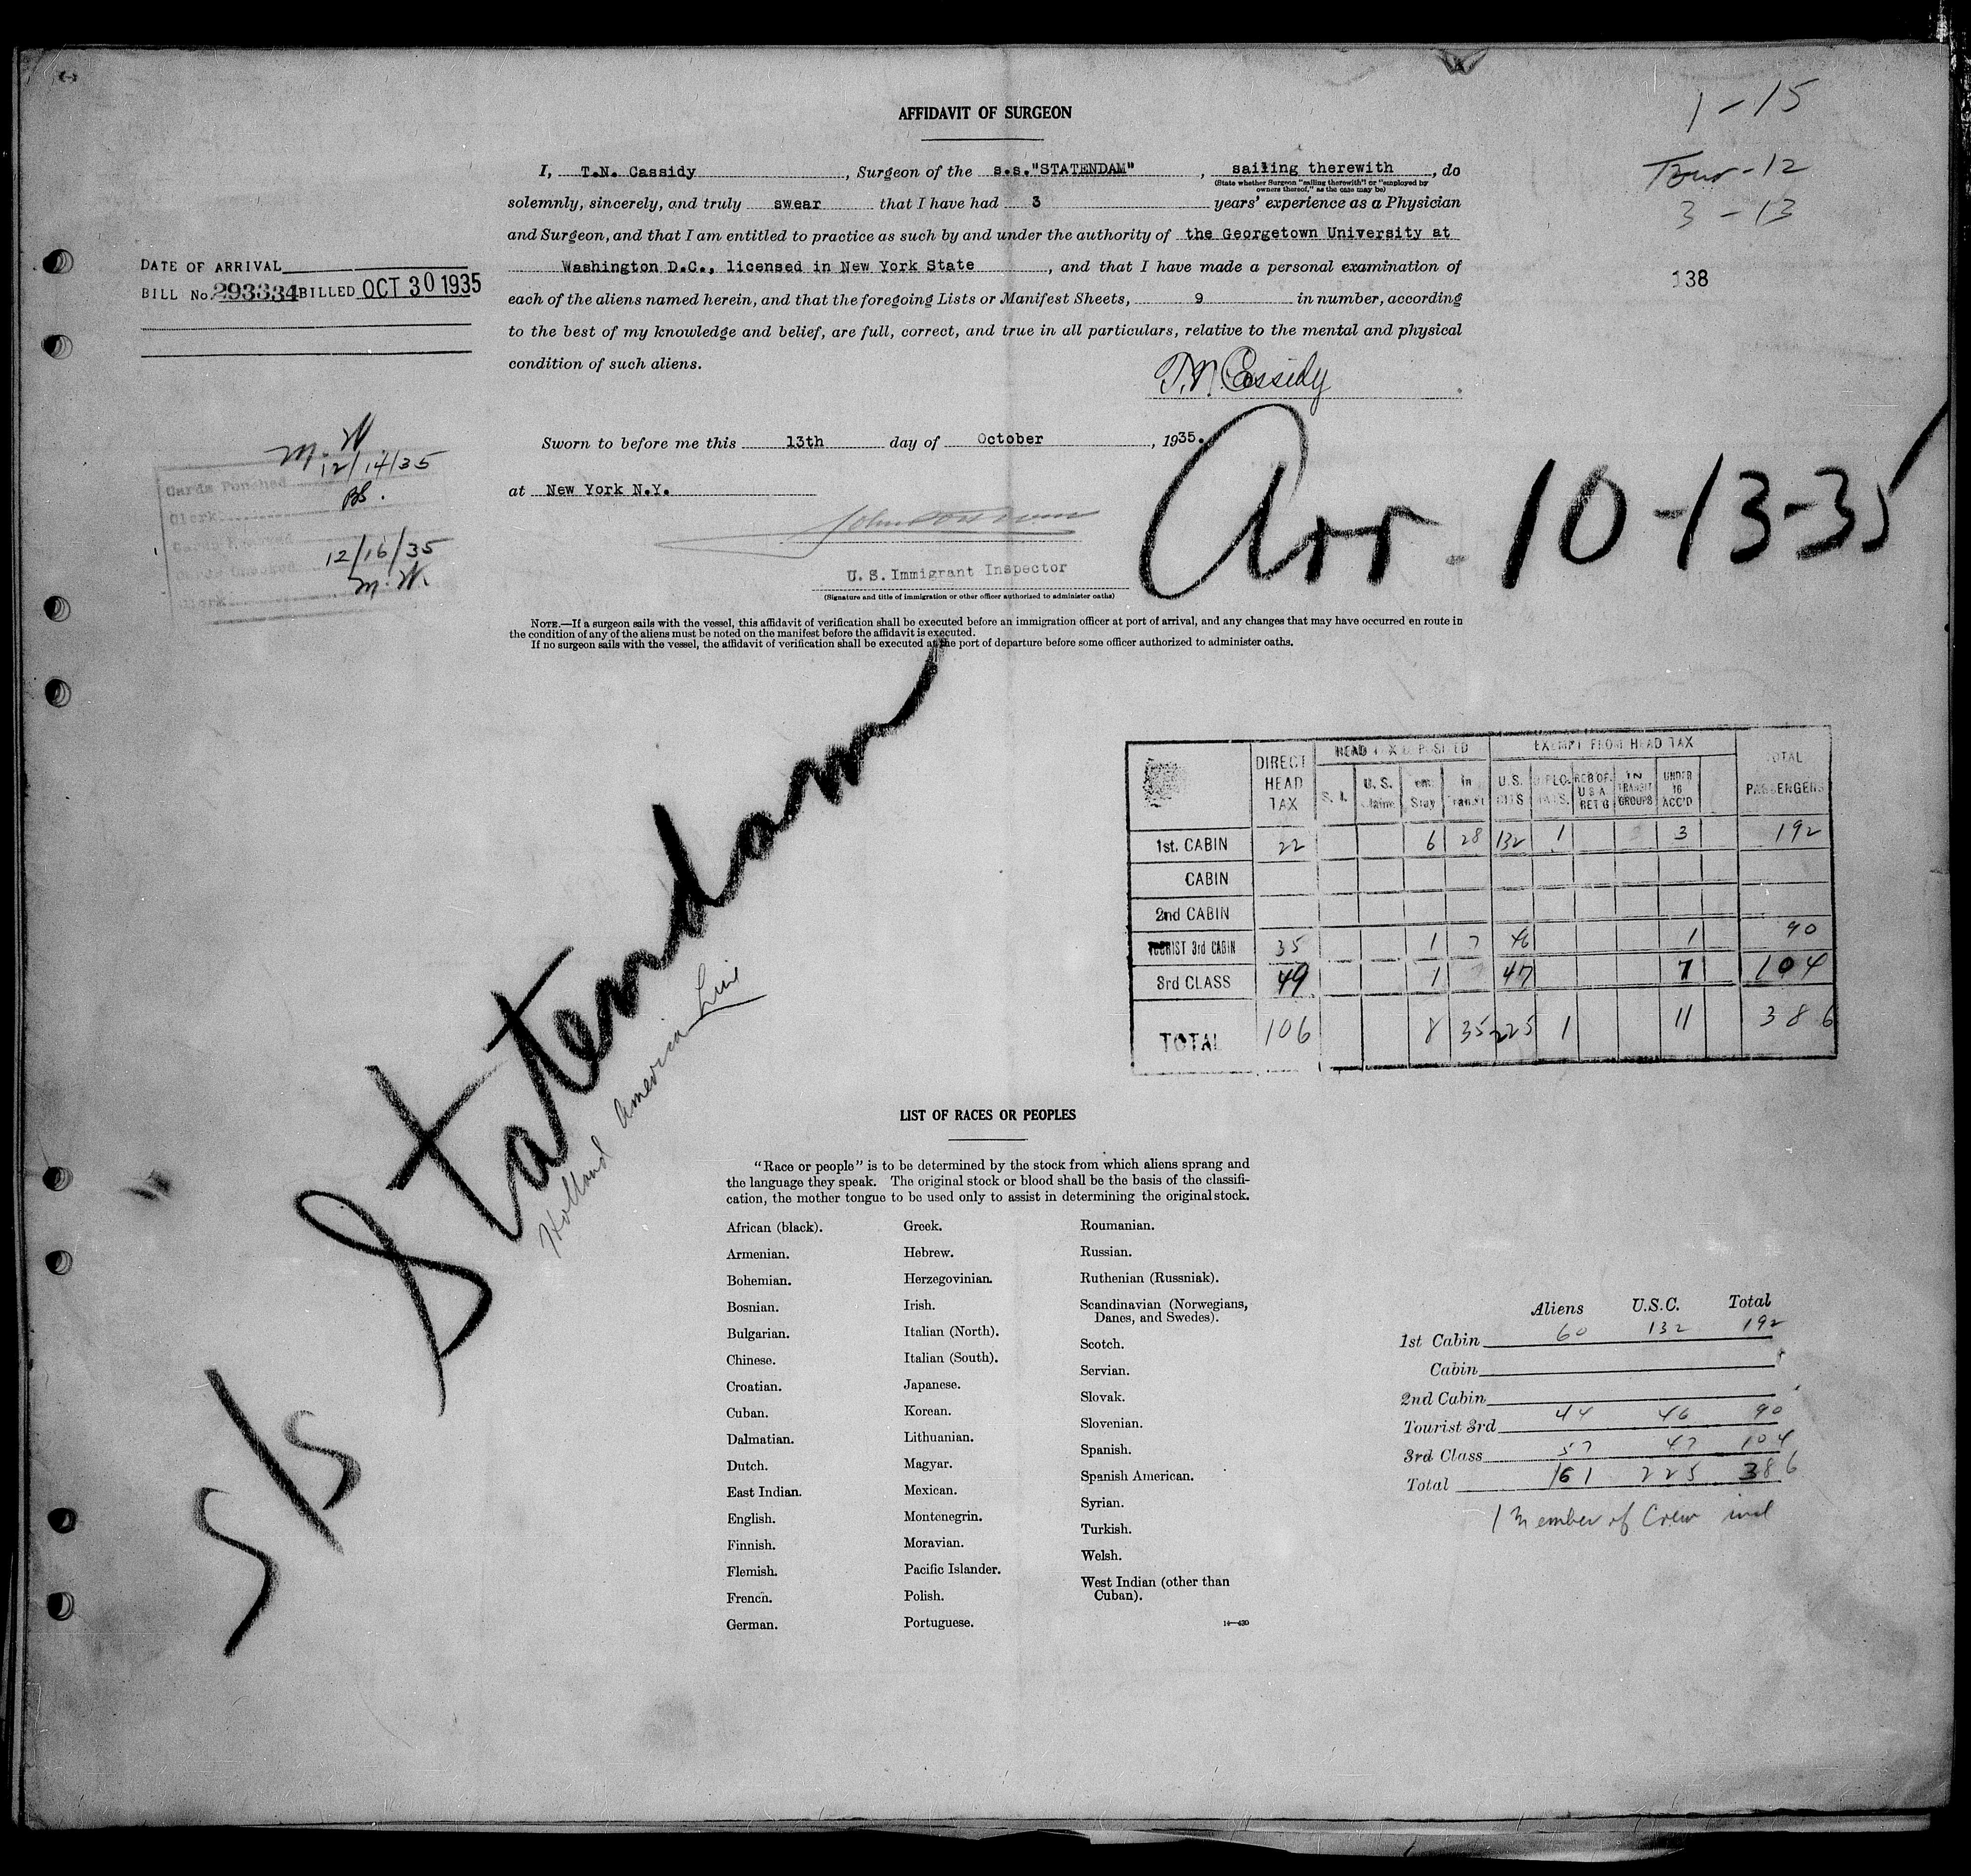 AFFIDAVIT OF SURGEON
1-15
Tour-12
3-13
138
I, T.N. Cassidy, Surgeon of the s.s."STATENDAM", sailing therewith, do
(State whether Surgeon "sailing therewith" or "employed by
owners thereof," as the case may be)
solemnly, sincerely, and truly swear that I have had 3 years' experience as a Physician
and Surgeon, and that I am entitled to practice as such by and under the authority of the Georgetown University at
Washington D.C., licensed in New York State, and that I have made a personal examination of
each of the aliens named herein, and that the foregoing Lists or Manifest Sheets, 9 in number, according
to the best of my knowledge and belief, are full, correct, and true in all particulars, relative to the mental and physical
condition of such aliens.
T.N. Cassidy
DATE OF ARRIVAL
BILL No. 293334 BILLED OCT 30 1935
Sworn to before me this 13th day of October, 1935.
at New York N.Y.
U. S. Immigrant Inspector
(Signature and title of immigration or other officer authorized to administer oaths)
M. W.
12/14/35
Cards Punched
BS.
Clerk
12/16/35
M. W.
Clerk
Arr - 10-13-35
NOTE.—If a surgeon sails with the vessel, this affidavit of verification shall be executed before an immigration officer at port of arrival, and any changes that may have occurred en route in
the condition of any of the aliens must be noted on the manifest before the affidavit is executed.
If no surgeon sails with the vessel, the affidavit of verification shall be executed at the port of departure before some officer authorized to administer oaths.
S/S Statendam
Holland America Line
DIRECT HEAD TAX
HEAD TAX DEPOSITED
EXEMPT FROM HEAD TAX
TOTAL PASSENGERS
S. I.
U. S. Claims
Stay
in Transit
U.S. CITS
DIPLOMATS.
RES OF U S A RET'G
IN TRANSIT GROUPS
UNDER 16 ACC'D
1st. CABIN 22 6 28 132 1 3 192
CABIN
2nd CABIN
TOURIST 3rd CABIN 35 1 7 46 1 90
3rd CLASS 49 1 47 7 104
TOTAL 106 8 35 225 1 11 386
LIST OF RACES OR PEOPLES
"Race or people" is to be determined by the stock from which aliens sprang and
the language they speak. The original stock or blood shall be the basis of the classifi-
cation, the mother tongue to be used only to assist in determining the original stock.
African (black).
Armenian.
Bohemian.
Bosnian.
Bulgarian.
Chinese.
Croatian.
Cuban.
Dalmatian.
Dutch.
East Indian.
English.
Finnish.
Flemish.
French.
German.
Greek.
Hebrew.
Herzegovinian.
Irish.
Italian (North).
Italian (South).
Japanese.
Korean.
Lithuanian.
Magyar.
Mexican.
Montenegrin.
Moravian.
Pacific Islander.
Polish.
Portuguese.
Roumanian.
Russian.
Ruthenian (Russniak).
Scandinavian (Norwegians,
Danes, and Swedes).
Scotch.
Servian.
Slovak.
Slovenian.
Spanish.
Spanish American.
Syrian.
Turkish.
Welsh.
West Indian (other than
Cuban).
14—430
Aliens U.S.C. Total
1st Cabin 60 132 192
Cabin
2nd Cabin
Tourist 3rd 44 46 90
3rd Class 57 47 104
Total 161 225 386
1 Member of Crew incl